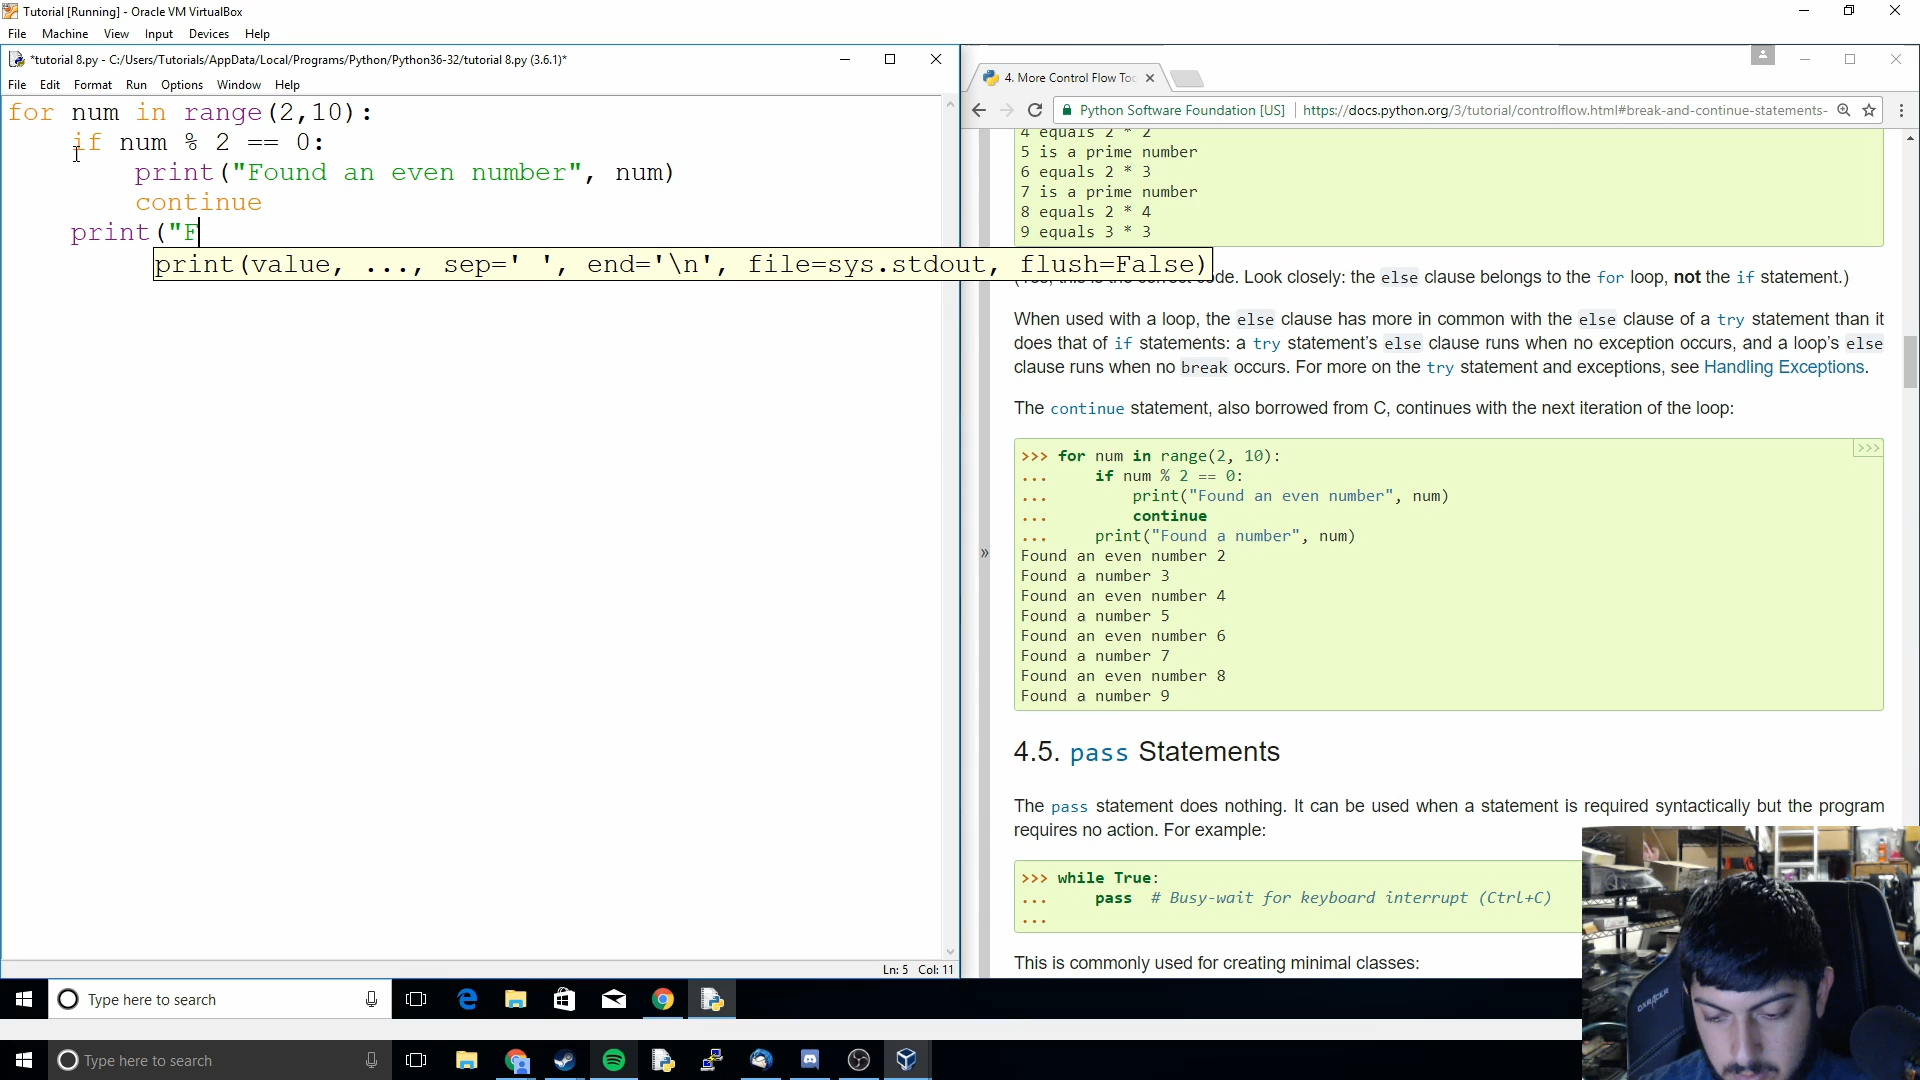 Tutorial [Running] - Oracle VM VirtualBox
File Machine View Input Devices Help
*tutorial 8.py - C:/Users/Tutorials/AppData/Local/Programs/Python/Python36-32/tutorial 8.py (3.6.1)*
File Edit Format Run Options Window Help
for num in range(2,10):
if num % 2 == 0:
print("Found an even number", num)
continue
print("F
print(value, ..., sep=' ', end='\n', file=sys.stdout, flush=False)
Ln: 5 Col: 11
4. More Control Flow Too
Python Software Foundation [US] https://docs.python.org/3/tutorial/controlflow.html#break-and-continue-statements-
4 equals 2 * 2
5 is a prime number
6 equals 2 * 3
7 is a prime number
8 equals 2 * 4
9 equals 3 * 3
(Yes, this is the correct code. Look closely: the else clause belongs to the for loop, not the if statement.)
When used with a loop, the else clause has more in common with the else clause of a try statement than it
does that of if statements: a try statement's else clause runs when no exception occurs, and a loop's else
clause runs when no break occurs. For more on the try statement and exceptions, see Handling Exceptions.
The continue statement, also borrowed from C, continues with the next iteration of the loop:
>>>
>>> for num in range(2, 10):
... if num % 2 == 0:
... print("Found an even number", num)
... continue
... print("Found a number", num)
Found an even number 2
Found a number 3
Found an even number 4
Found a number 5
Found an even number 6
Found a number 7
Found an even number 8
Found a number 9
»
4.5. pass Statements
The pass statement does nothing. It can be used when a statement is required syntactically but the program
requires no action. For example:
>>> while True:
... pass # Busy-wait for keyboard interrupt (Ctrl+C)
...
This is commonly used for creating minimal classes:
Type here to search
Type here to search
DXRACER